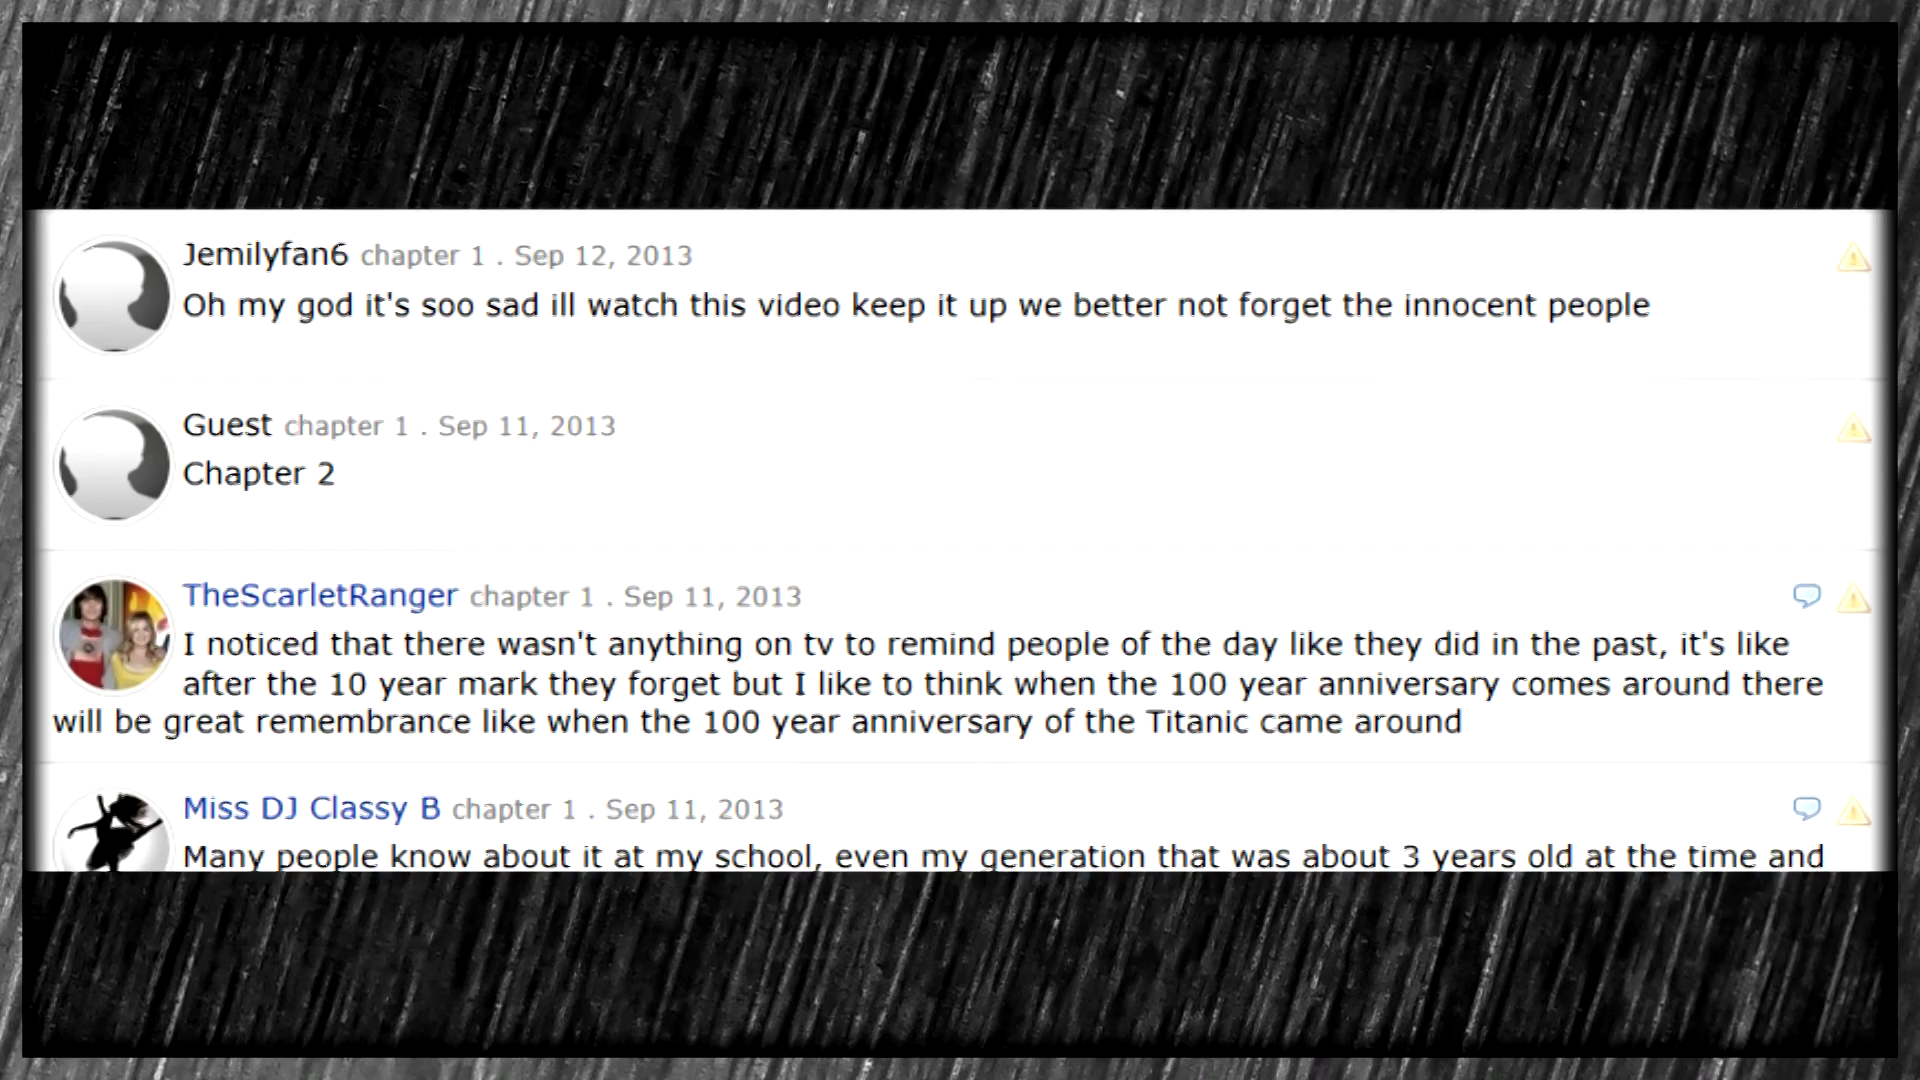 Jemilyfan6 chapter 1 . Sep 12, 2013
Oh my god it's soo sad ill watch this video keep it up we better not forget the innocent people
Guest chapter 1 . Sep 11, 2013
Chapter 2
TheScarletRanger chapter 1 . Sep 11, 2013
I noticed that there wasn't anything on tv to remind people of the day like they did in the past, it's like
after the 10 year mark they forget but I like to think when the 100 year anniversary comes around there
will be great remembrance like when the 100 year anniversary of the Titanic came around
Miss DJ Classy B chapter 1 . Sep 11, 2013
Many people know about it at my school, even my generation that was about 3 years old at the time and